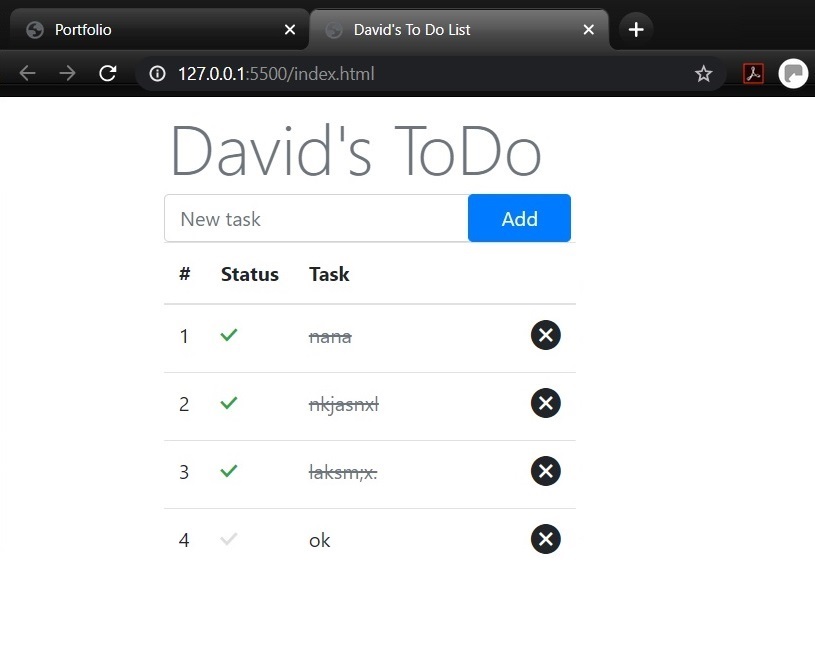 Portfolio
David's To Do List
127.0.0.1:5500/index.html
David's ToDo
New task Add
# Status Task
1 nana
2 nkjasnxl
3 laksm;x.
4 ok